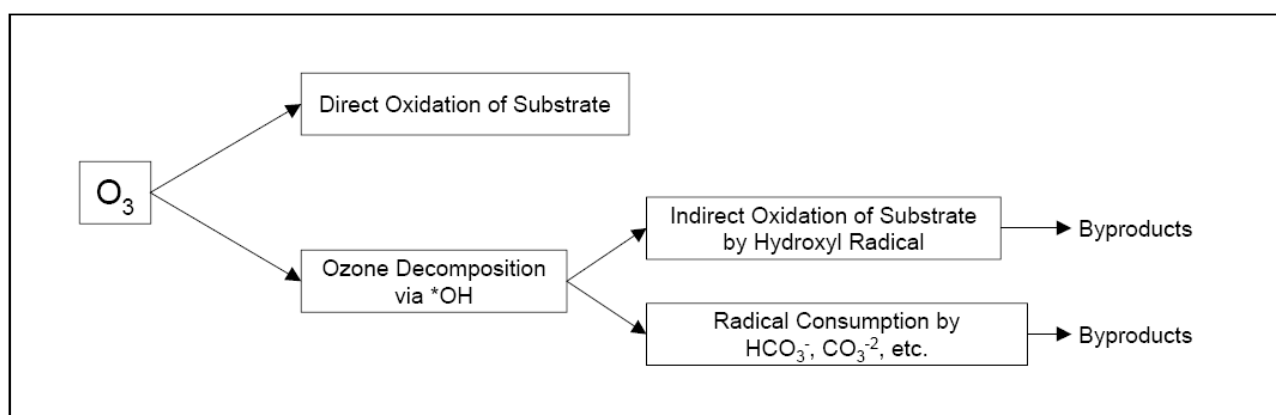 O₃
Direct Oxidation of Substrate
Ozone Decomposition
via *OH
Indirect Oxidation of Substrate
by Hydroxyl Radical
Byproducts
Radical Consumption by
HCO₃⁻, CO₃⁻², etc.
Byproducts